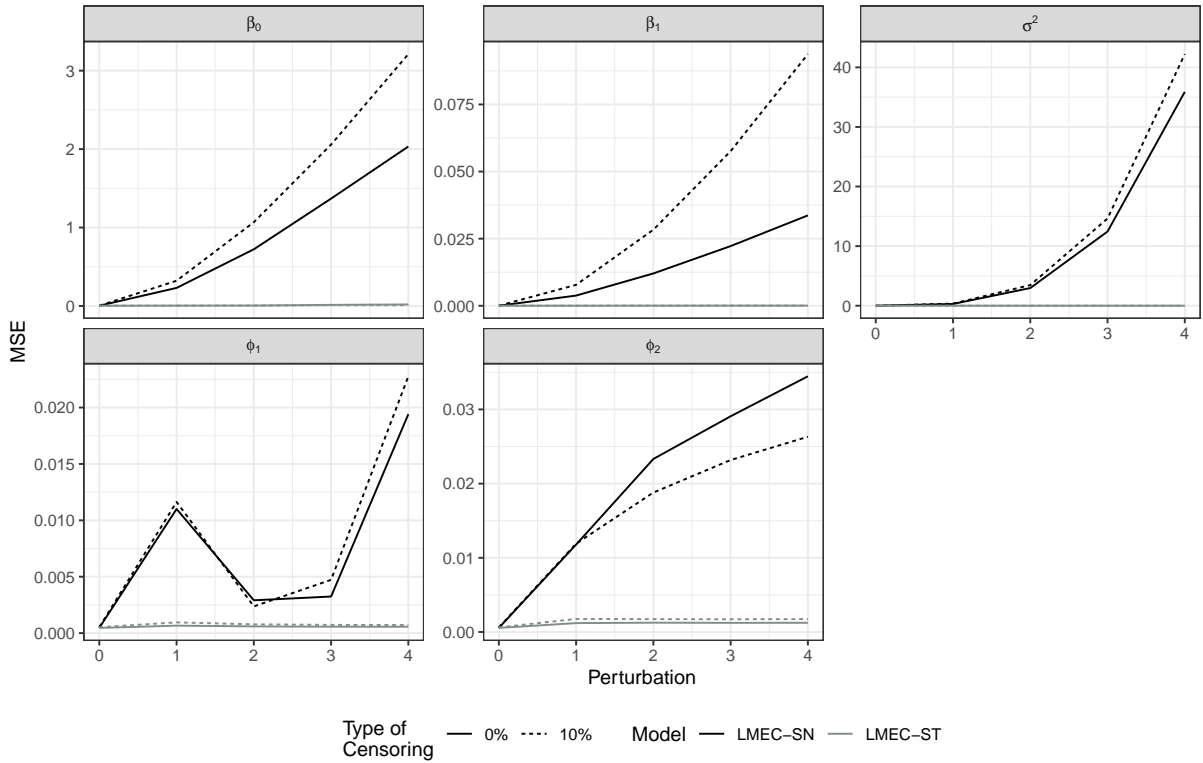 β₀
β₁
σ²
3
2
1
0
0.075
0.050
0.025
0.000
40
30
20
10
0
0 1 2 3 4
MSE
ϕ₁
ϕ₂
0.020
0.015
0.010
0.005
0.000
0.03
0.02
0.01
0.00
0 1 2 3 4
0 1 2 3 4
Perturbation
Type of
Censoring
0% 10%
Model LMEC−SN LMEC−ST